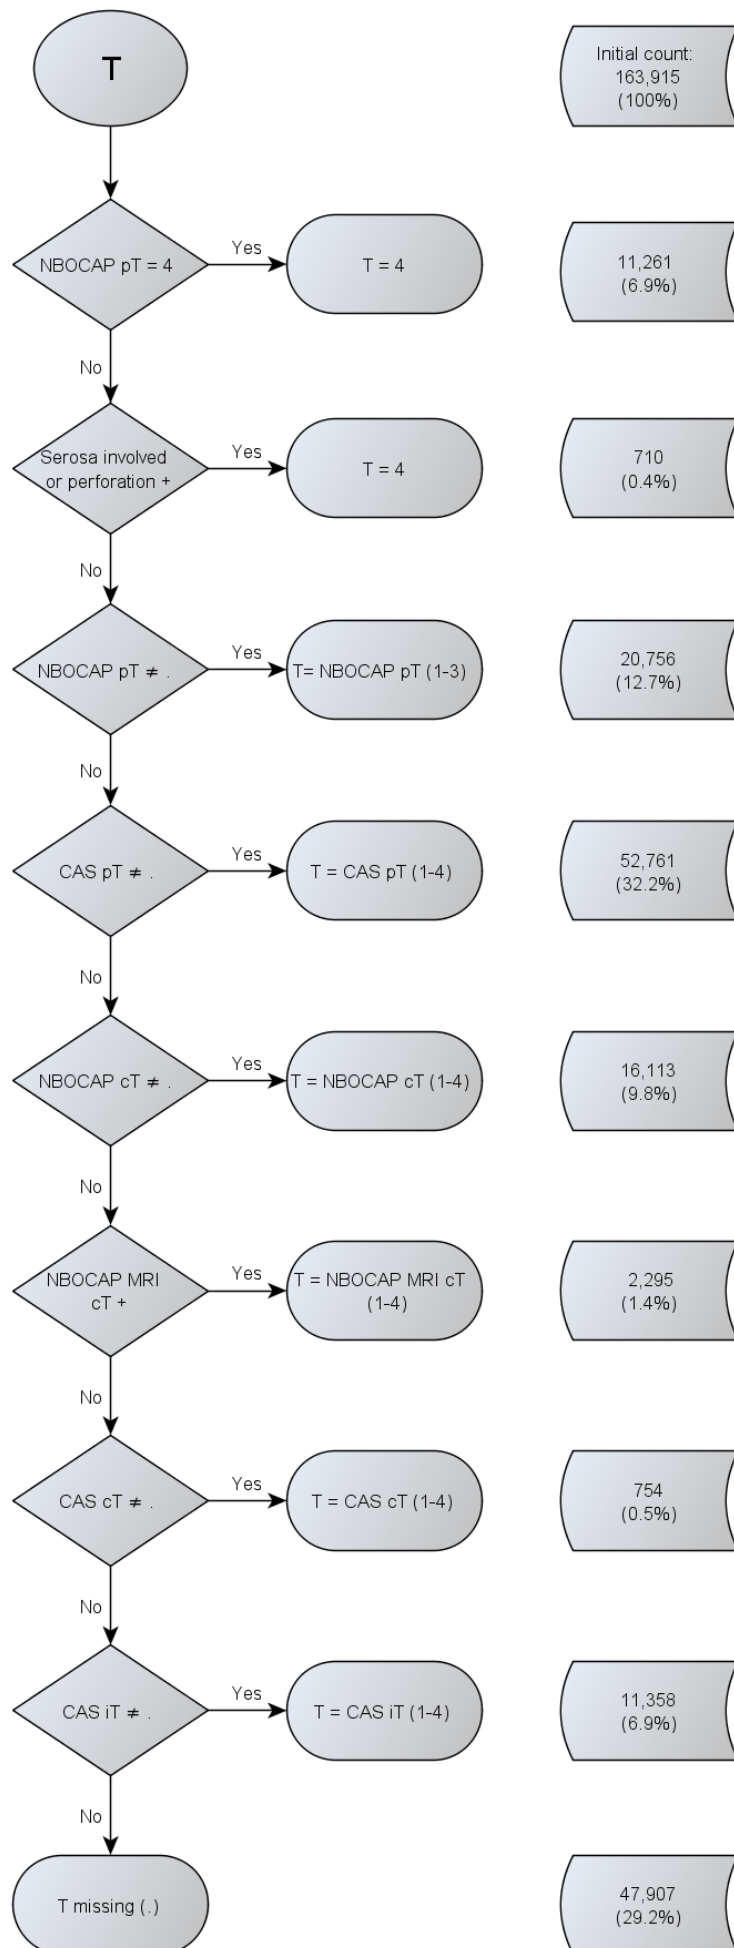 T
Initial count:
163,915
(100%)
NBOCAP pT = 4
Yes
T = 4
11,261
(6.9%)
No
Serosa involved
or perforation +
Yes
T = 4
710
(0.4%)
No
NBOCAP pT ≠ .
Yes
T= NBOCAP pT (1-3)
20,756
(12.7%)
No
CAS pT ≠ .
Yes
T = CAS pT (1-4)
52,761
(32.2%)
No
NBOCAP cT ≠ .
Yes
T = NBOCAP cT (1-4)
16,113
(9.8%)
No
NBOCAP MRI
cT +
Yes
T = NBOCAP MRI cT
(1-4)
2,295
(1.4%)
No
CAS cT ≠ .
Yes
T = CAS cT (1-4)
754
(0.5%)
No
CAS iT ≠ .
Yes
T = CAS iT (1-4)
11,358
(6.9%)
No
T missing (.)
47,907
(29.2%)